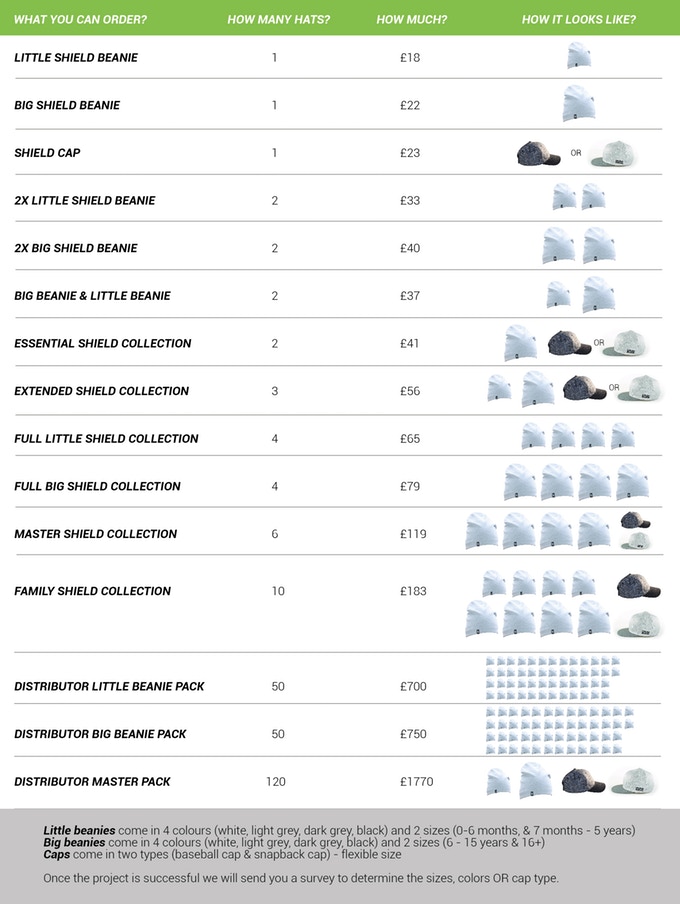 WHAT YOU CAN ORDER? HOW MANY HATS? HOW MUCH? HOW IT LOOKS LIKE?
LITTLE SHIELD BEANIE 1 £18
BIG SHIELD BEANIE 1 £22
SHIELD CAP 1 £23 OR
2X LITTLE SHIELD BEANIE 2 £33
2X BIG SHIELD BEANIE 2 £40
BIG BEANIE & LITTLE BEANIE 2 £37
ESSENTIAL SHIELD COLLECTION 2 £41 OR
EXTENDED SHIELD COLLECTION 3 £56 OR
FULL LITTLE SHIELD COLLECTION 4 £65
FULL BIG SHIELD COLLECTION 4 £79
MASTER SHIELD COLLECTION 6 £119
FAMILY SHIELD COLLECTION 10 £183
DISTRIBUTOR LITTLE BEANIE PACK 50 £700
DISTRIBUTOR BIG BEANIE PACK 50 £750
DISTRIBUTOR MASTER PACK 120 £1770
Little beanies come in 4 colours (white, light grey, dark grey, black) and 2 sizes (0-6 months, & 7 months - 5 years)
Big beanies come in 4 colours (white, light grey, dark grey, black) and 2 sizes (6 - 15 years & 16+)
Caps come in two types (baseball cap & snapback cap) - flexible size
Once the project is successful we will send you a survey to determine the sizes, colors OR cap type.